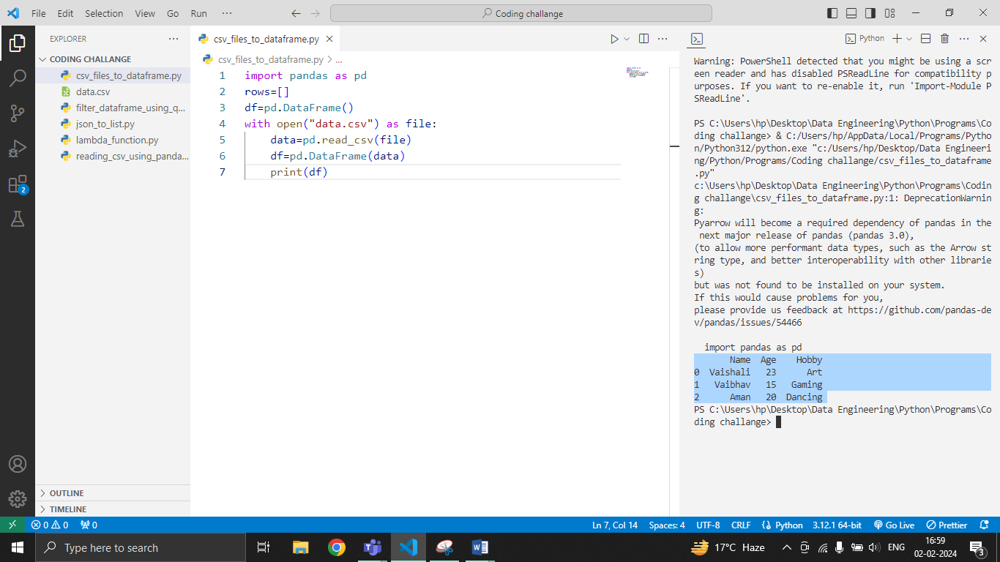 File Edit Selection View Go Run ··· Coding challange
EXPLORER ···
CODING CHALLANGE
csv_files_to_dataframe.py
data.csv
filter_dataframe_using_q...
json_to_list.py
lambda_function.py
reading_csv_using_panda...
OUTLINE
TIMELINE
2
csv_files_to_dataframe.py
csv_files_to_dataframe.py > ...
1 import pandas as pd
2 rows=[]
3 df=pd.DataFrame()
4 with open("data.csv") as file:
5     data=pd.read_csv(file)
6     df=pd.DataFrame(data)
7     print(df)
Python
Warning: PowerShell detected that you might be using a scr
een reader and has disabled PSReadLine for compatibility p
urposes. If you want to re-enable it, run 'Import-Module P
SReadLine'.
PS C:\Users\hp\Desktop\Data Engineering\Python\Programs\Co
ding challange> & C:/Users/hp/AppData/Local/Programs/Pytho
n/Python312/python.exe "c:/Users/hp/Desktop/Data Engineeri
ng/Python/Programs/Coding challange/csv_files_to_dataframe
.py"
c:\Users\hp\Desktop\Data Engineering\Python\Programs\Codin
g challange\csv_files_to_dataframe.py:1: DeprecationWarnin
g:
Pyarrow will become a required dependency of pandas in the
 next major release of pandas (pandas 3.0),
(to allow more performant data types, such as the Arrow st
ring type, and better interoperability with other librarie
s)
but was not found to be installed on your system.
If this would cause problems for you,
please provide us feedback at https://github.com/pandas-de
v/pandas/issues/54466
  import pandas as pd
       Name  Age    Hobby
0  Vaishali   23      Art
1   Vaibhav   15   Gaming
2      Aman   20  Dancing
PS C:\Users\hp\Desktop\Data Engineering\Python\Programs\Co
ding challange>
0 0 0 Ln 7, Col 14 Spaces: 4 UTF-8 CRLF Python 3.12.1 64-bit Go Live Prettier
Type here to search 17°C Haze ENG 16:59
02-02-2024 3